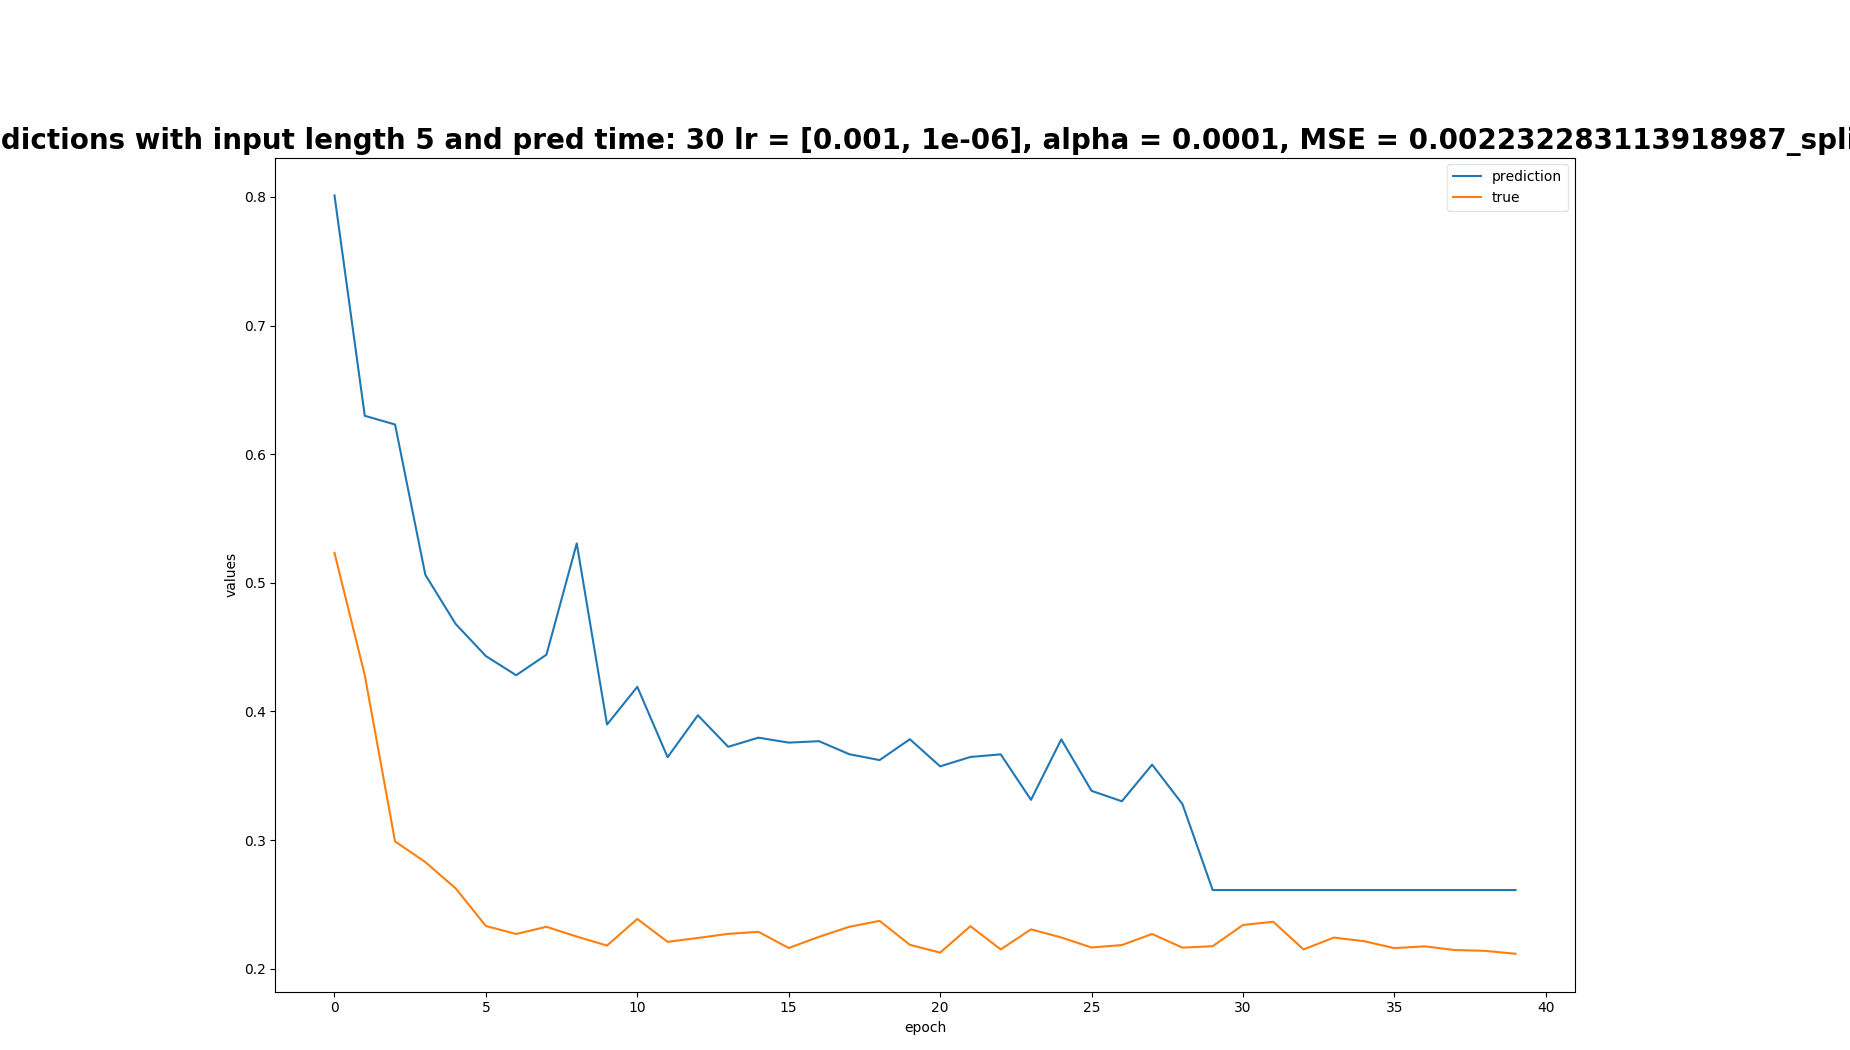 dictions with input length 5 and pred time: 30 lr = [0.001, 1e-06], alpha = 0.0001, MSE = 0.002232283113918987_spli
prediction
true
0.8
0.7
0.6
0.5
0.4
0.3
0.2
values
0 5 10 15 20 25 30 35 40
epoch